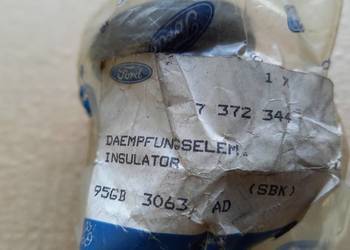 Ford
1 X
7 372 344
DAEMPFUNGSELEM.
INSULATOR
95GB 3063 AD (SBK)